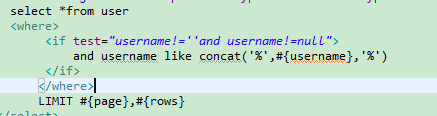 select *from user
<where>
<if test="username!=''and username!=null">
and username like concat('%',#{username},'%')
</if>
</where>
LIMIT #{page},#{rows}
</select>